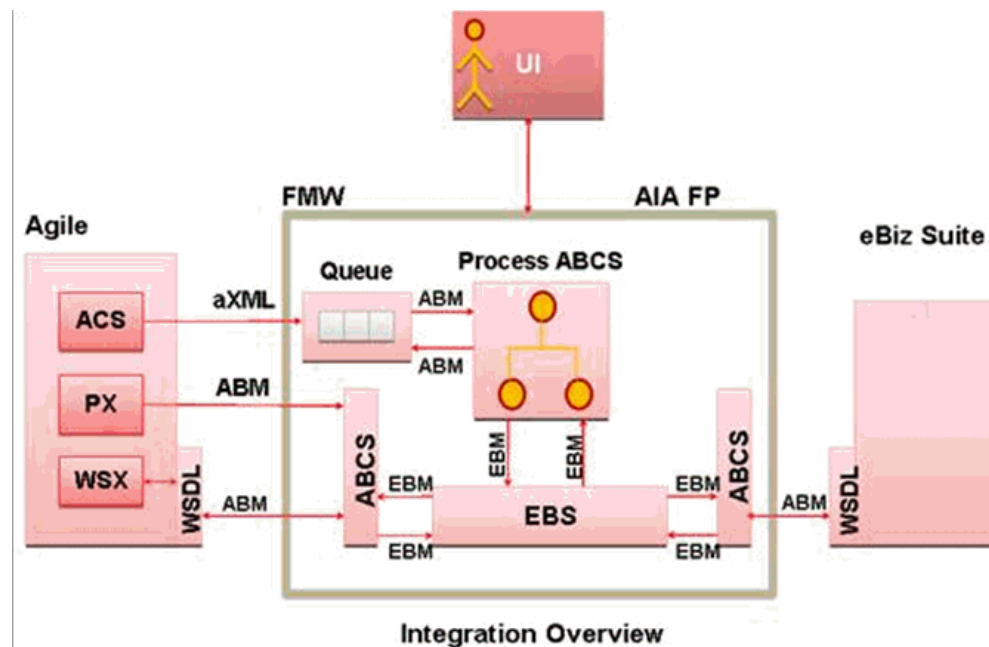 UI
FMW
AIA FP
Agile
eBiz Suite
Queue
Process ABCS
aXML
ABM
ACS
ABM
PX
ABM
ABCS
ABCS
EBM
EBM
WSX
WSDL
EBM
EBM
WSDL
ABM
EBS
ABM
EBM
EBM
Integration Overview